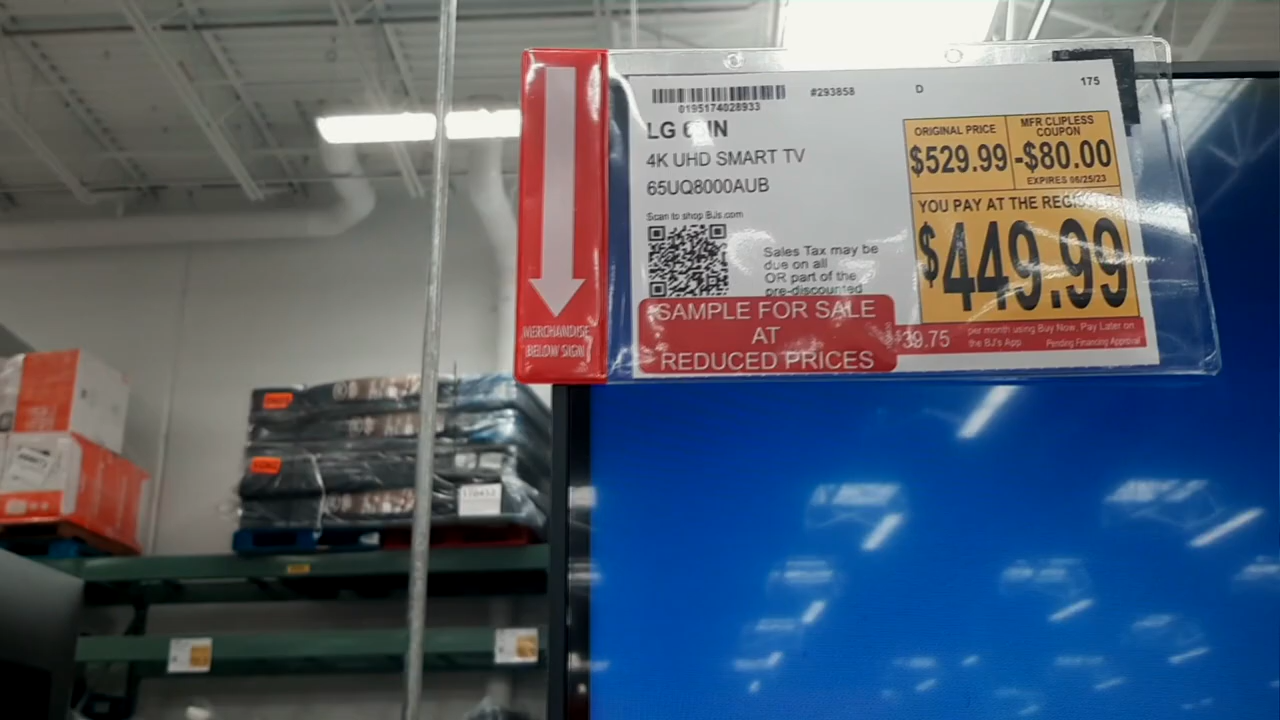 0195174028933
#293858
D
175
LG
4K UHD SMART TV
65UQ8000AUB
Scan to shop BJs.com
Sales Tax may be
due on all
OR part of the
pre-discounted
ORIGINAL PRICE
$529.99
MFR CLIPLESS
COUPON
-$80.00
EXPIRES 06/25/23
YOU PAY AT THE
$449.99
SAMPLE FOR SALE
AT
REDUCED PRICES
$39.75
per month using Buy Now, Pay Later on
the BJ's App
Pending Financing Approval
MERCHANDISE
BELOW SIGN